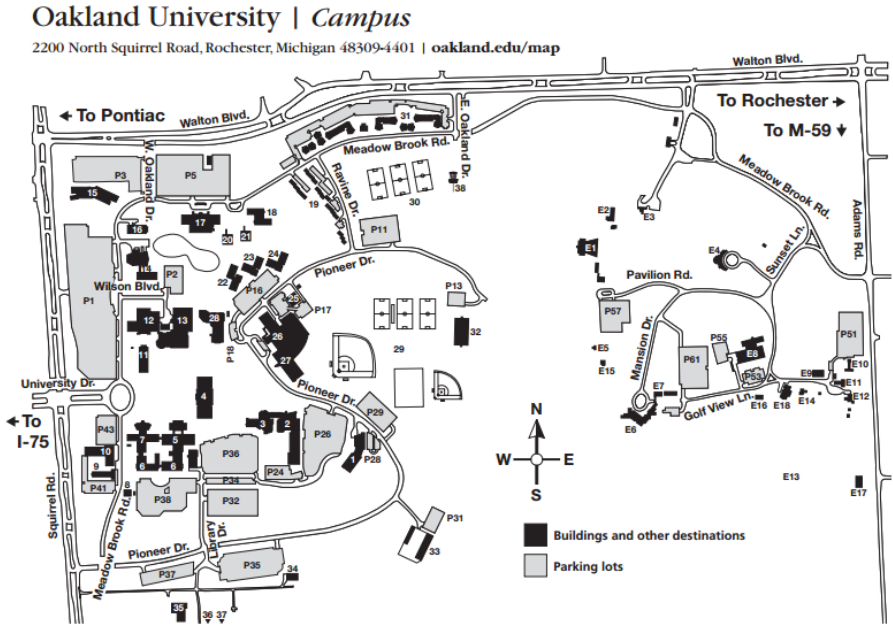 Oakland University | Campus
2200 North Squirrel Road, Rochester, Michigan 48309-4401 | oakland.edu/map
Walton Blvd.
To Pontiac
Walton Blvd.
To Rochester
To M-59
31
E. Oakland Dr.
Meadow Brook Rd.
W. Oakland Dr.
P3
P5
15
Ravine Dr.
19
30
38
Meadow Brook Rd.
Adams Rd.
16
17
18
20
21
P11
E2
E3
E1
E4
Sunset Ln.
14
P2
Wilson Blvd.
22
23
24
Pioneer Dr.
P16
25
P17
P13
Pavilion Rd.
P1
12
13
28
P18
26
27
32
29
P57
Mansion Dr.
E5
E15
P61
P55
E8
P53
P51
11
University Dr.
To
I-75
4
Pioneer Dr.
P29
E7
E6
Golf View Ln.
E16
E18
E9
E14
E10
E11
E12
P43
10
9
P41
7
5
6
6
3
2
P26
P36
P24
P34
P32
1
P28
N
W
E
S
E13
E17
8
P38
Squirrel Rd.
Meadow Brook Rd.
Library Dr.
Pioneer Dr.
P37
P35
34
P31
33
35
36
37
Buildings and other destinations
Parking lots